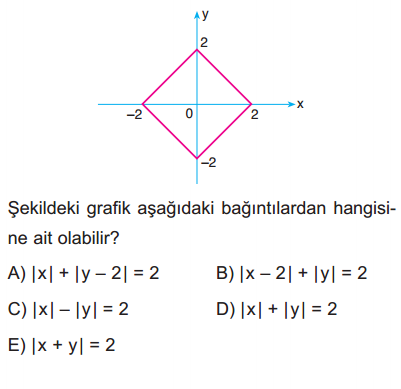 y
2
-2
0
2
x
-2
Şekildeki grafik aşağıdaki bağıntılardan hangisi-
ne ait olabilir?
A) |x| + |y – 2| = 2 B) |x – 2| + |y| = 2
C) |x| – |y| = 2 D) |x| + |y| = 2
E) |x + y| = 2